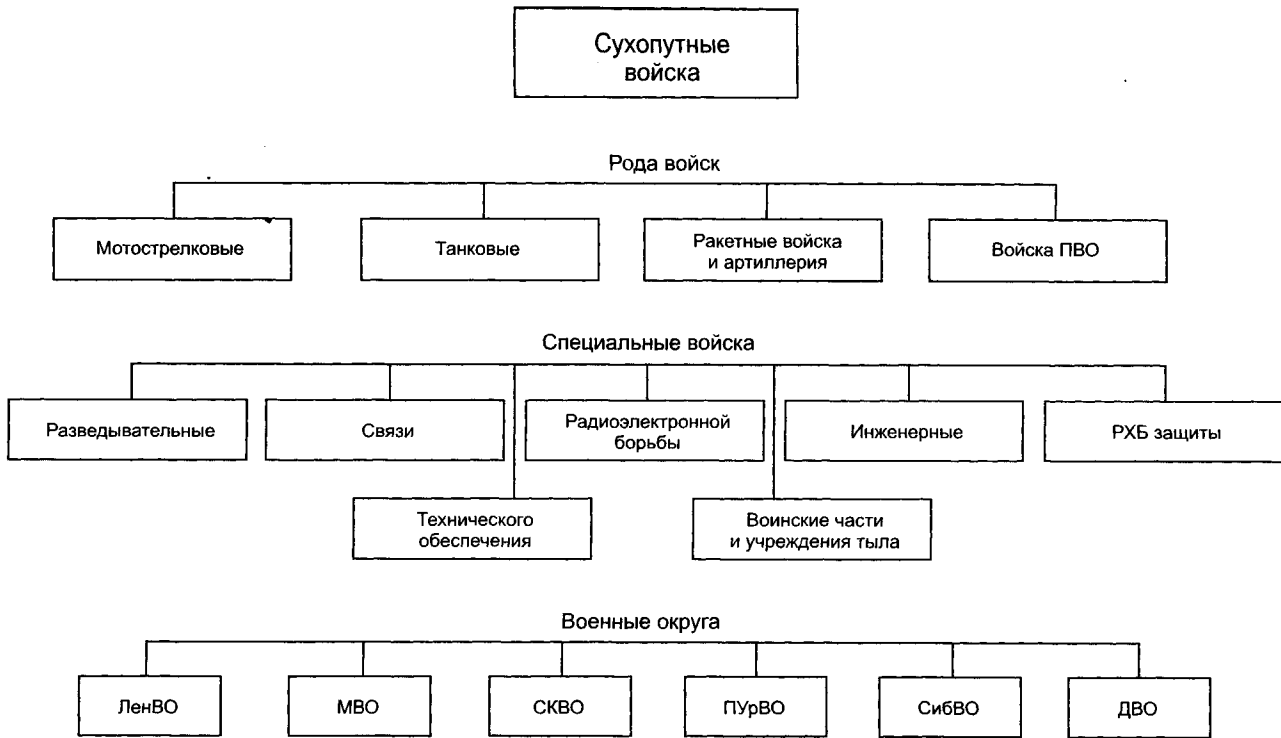 Сухопутные
войска
Рода войск
Мотострелковые
Танковые
Ракетные войска
и артиллерия
Войска ПВО
Специальные войска
Разведывательные
Связи
Радиоэлектронной
борьбы
Инженерные
РХБ защиты
Технического
обеспечения
Воинские части
и учреждения тыла
Военные округа
ЛенВО
МВО
СКВО
ПУрВО
СибВО
ДВО